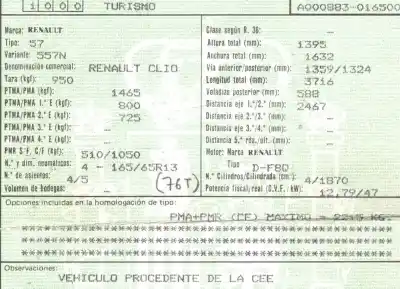 1000 TURISMO A000883-016500
Marca: RENAULT
Tipo: 57
Variante: 557N
Denominación comercial: RENAULT CLIO
Tara (kgf): 950
PTMA/PMA (kgf): 1465
PTMA/PMA 1.° E (kgf): 800
PTMA/PMA 2.° E (kgf): 725
PTMA/PMA 3.° E (kgf): --
PTMA/PMA 4.° E (kgf): --
PMR S/F, C/F (kgf): 510/1050
N.° y dim. neumáticos: 4 - 165/65R13
N.° de asientos: 4/5 (76T)
Volumen de bodegas: --
Clase según R. 36: --
Altura total (mm): 1395
Anchura total (mm): 1632
Vía anterior/posterior (mm): 1359/1324
Longitud total (mm): 3716
Voladizo posterior (mm): 588
Distancia eje 1.°/2.° (mm): 2467
Distancia eje 2.°/3.° (mm): --
Distancia eje 3.°/4.° (mm): --
Distancia 5.ª rda./últ. (mm): --
Motor: Marca RENAULT
Tipo D-F8Q
N.° Cilindros/Cilindrada (cm³): 4/1870
Potencia fiscal/real (C.V.F., kW): 12,79/47
Opciones incluidas en la homologación de tipo:
PMA+PMR (CF) MAXIMO = 2215 KG.
Observaciones:
VEHICULO PROCEDENTE DE LA CEE